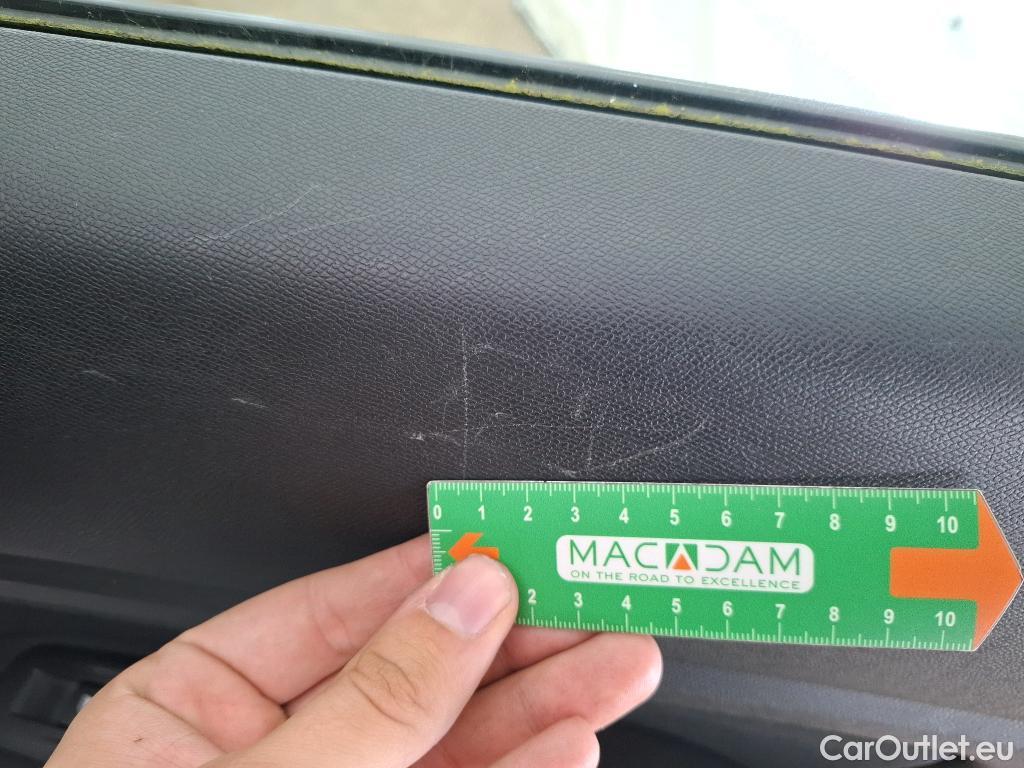 0 1 2 3 4 5 6 7 8 9 10
MACADAM
ON THE ROAD TO EXCELLENCE
2 3 4 5 6 7 8 9 10
CarOutlet.eu